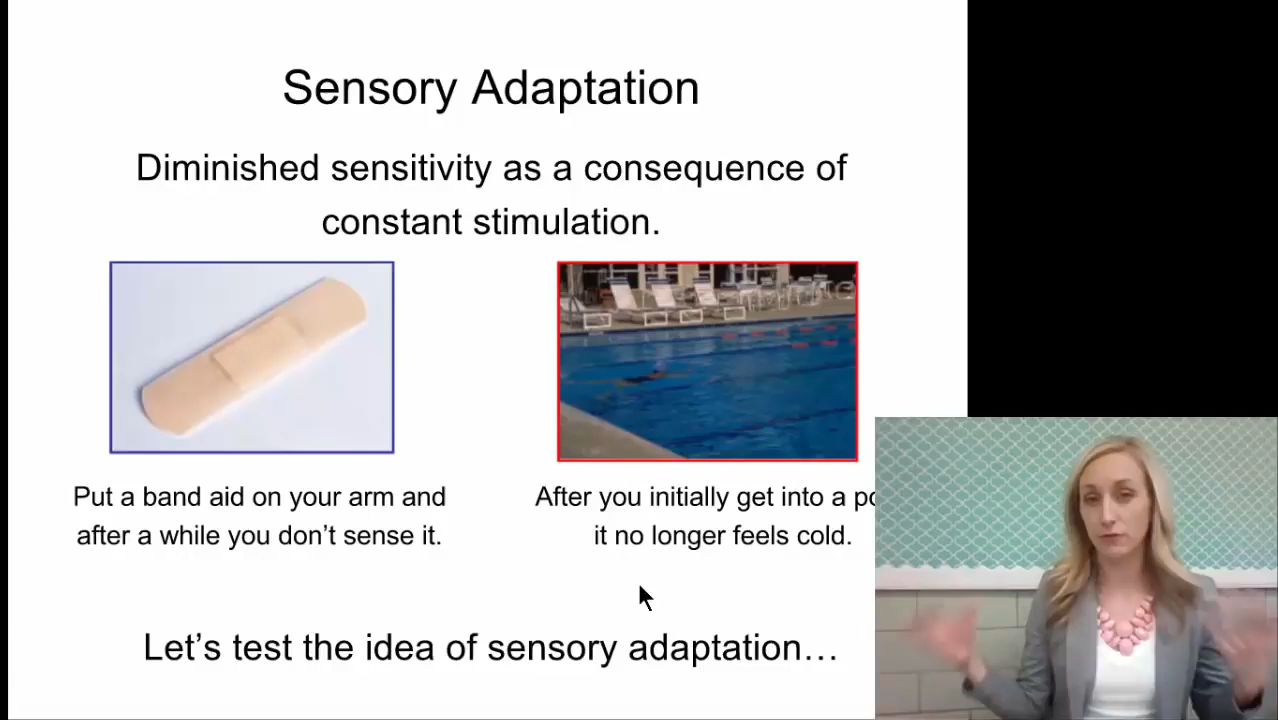 Sensory Adaptation
Diminished sensitivity as a consequence of
constant stimulation.
Put a band aid on your arm and
after a while you don't sense it.
After you initially get into a
it no longer feels cold.
Let's test the idea of sensory adaptation…